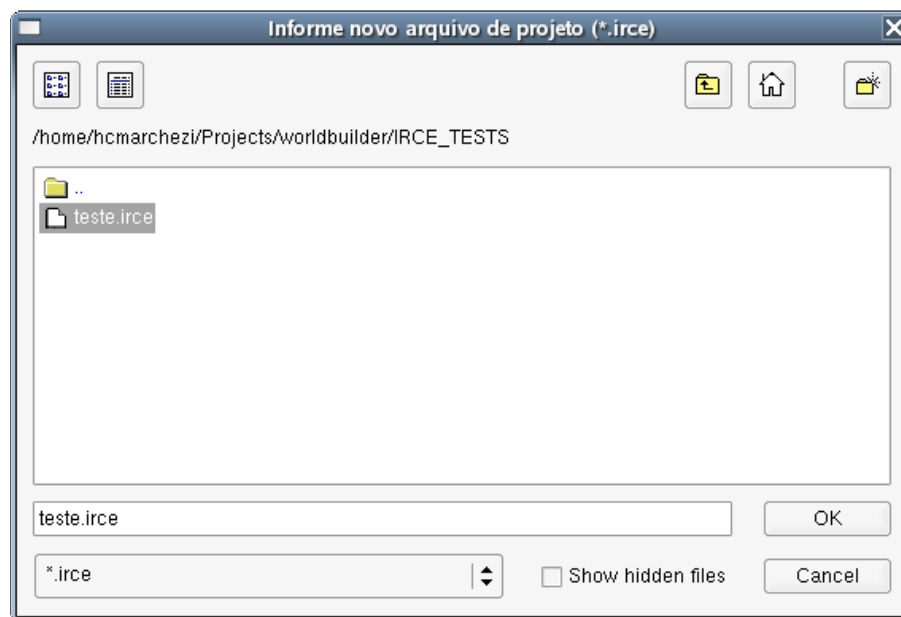 Informe novo arquivo de projeto (*.irce)
/home/hcmarchezi/Projects/worldbuilder/IRCE_TESTS
..
teste.irce
teste.irce
OK
*.irce
Show hidden files
Cancel